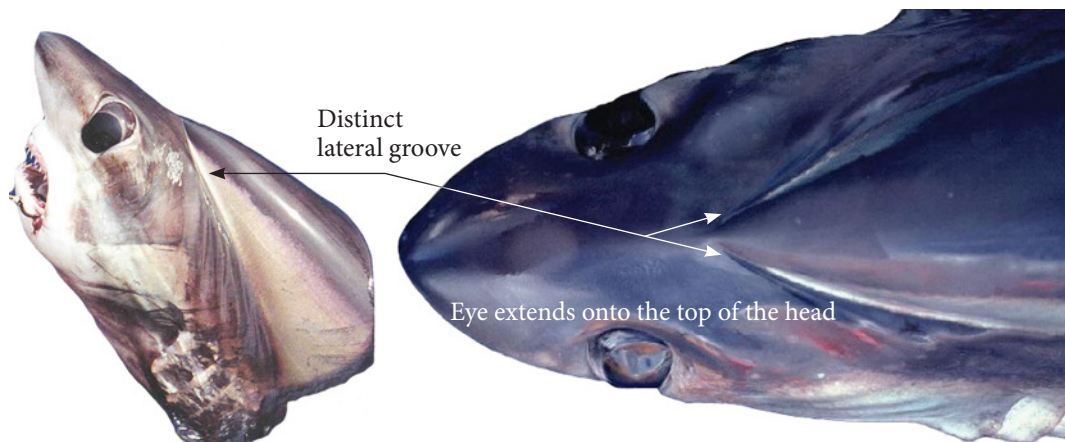 Distinct
lateral groove
Eye extends onto the top of the head